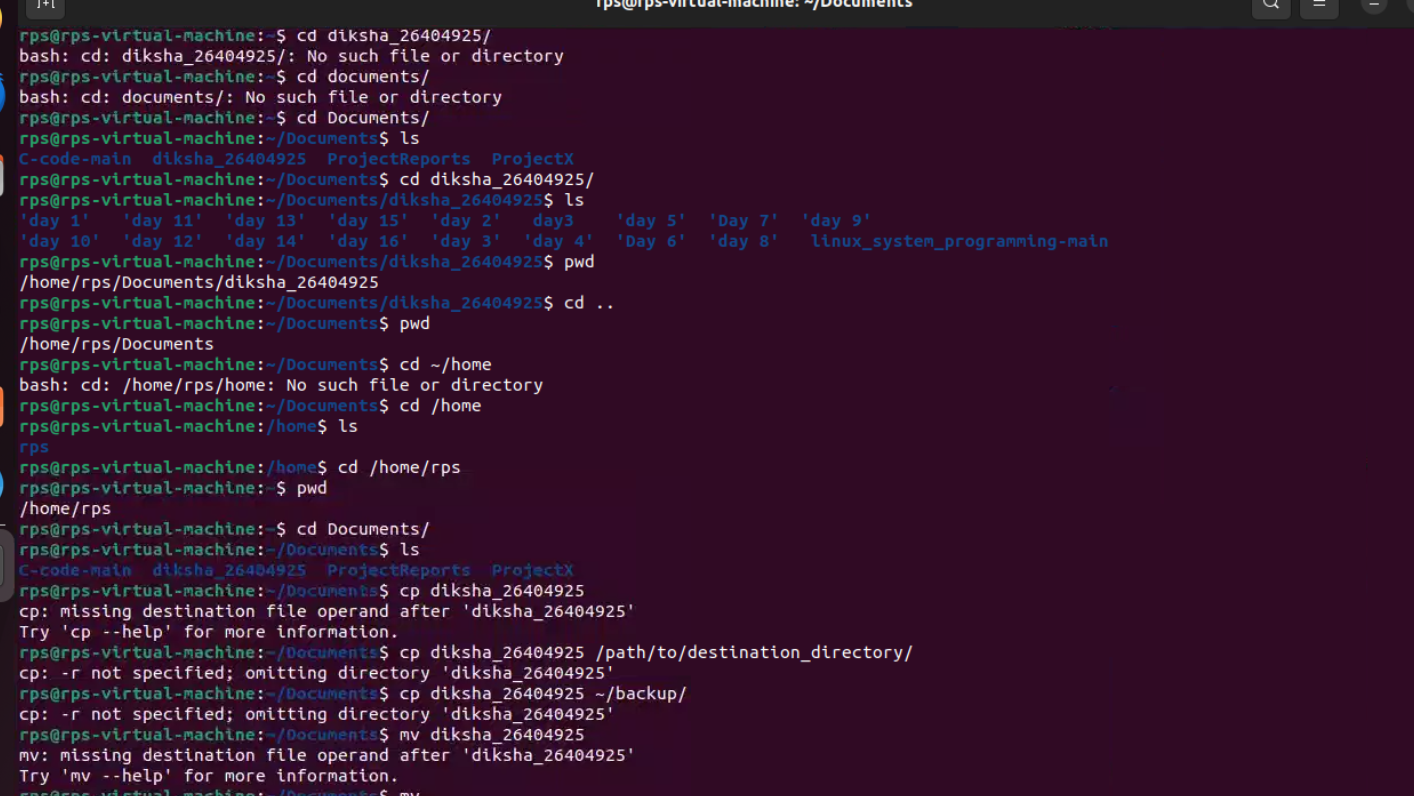 rps@rps-virtual-machine: ~/Documents
rps@rps-virtual-machine:~$ cd diksha_26404925/
bash: cd: diksha_26404925/: No such file or directory
rps@rps-virtual-machine:~$ cd documents/
bash: cd: documents/: No such file or directory
rps@rps-virtual-machine:~$ cd Documents/
rps@rps-virtual-machine:~/Documents$ ls
C-code-main  diksha_26404925  ProjectReports  ProjectX
rps@rps-virtual-machine:~/Documents$ cd diksha_26404925/
rps@rps-virtual-machine:~/Documents/diksha_26404925$ ls
'day 1'   'day 11'  'day 13'  'day 15'  'day 2'   day3    'day 5'  'Day 7'  'day 9'
'day 10'  'day 12'  'day 14'  'day 16'  'day 3'  'day 4'  'Day 6'  'day 8'   linux_system_programming-main
rps@rps-virtual-machine:~/Documents/diksha_26404925$ pwd
/home/rps/Documents/diksha_26404925
rps@rps-virtual-machine:~/Documents/diksha_26404925$ cd ..
rps@rps-virtual-machine:~/Documents$ pwd
/home/rps/Documents
rps@rps-virtual-machine:~/Documents$ cd ~/home
bash: cd: /home/rps/home: No such file or directory
rps@rps-virtual-machine:~/Documents$ cd /home
rps@rps-virtual-machine:/home$ ls
rps
rps@rps-virtual-machine:/home$ cd /home/rps
rps@rps-virtual-machine:~$ pwd
/home/rps
rps@rps-virtual-machine:~$ cd Documents/
rps@rps-virtual-machine:~/Documents$ ls
C-code-main  diksha_26404925  ProjectReports  ProjectX
rps@rps-virtual-machine:~/Documents$ cp diksha_26404925
cp: missing destination file operand after 'diksha_26404925'
Try 'cp --help' for more information.
rps@rps-virtual-machine:~/Documents$ cp diksha_26404925 /path/to/destination_directory/
cp: -r not specified; omitting directory 'diksha_26404925'
rps@rps-virtual-machine:~/Documents$ cp diksha_26404925 ~/backup/
cp: -r not specified; omitting directory 'diksha_26404925'
rps@rps-virtual-machine:~/Documents$ mv diksha_26404925
mv: missing destination file operand after 'diksha_26404925'
Try 'mv --help' for more information.
rps@rps-virtual-machine:~/Documents$ mv